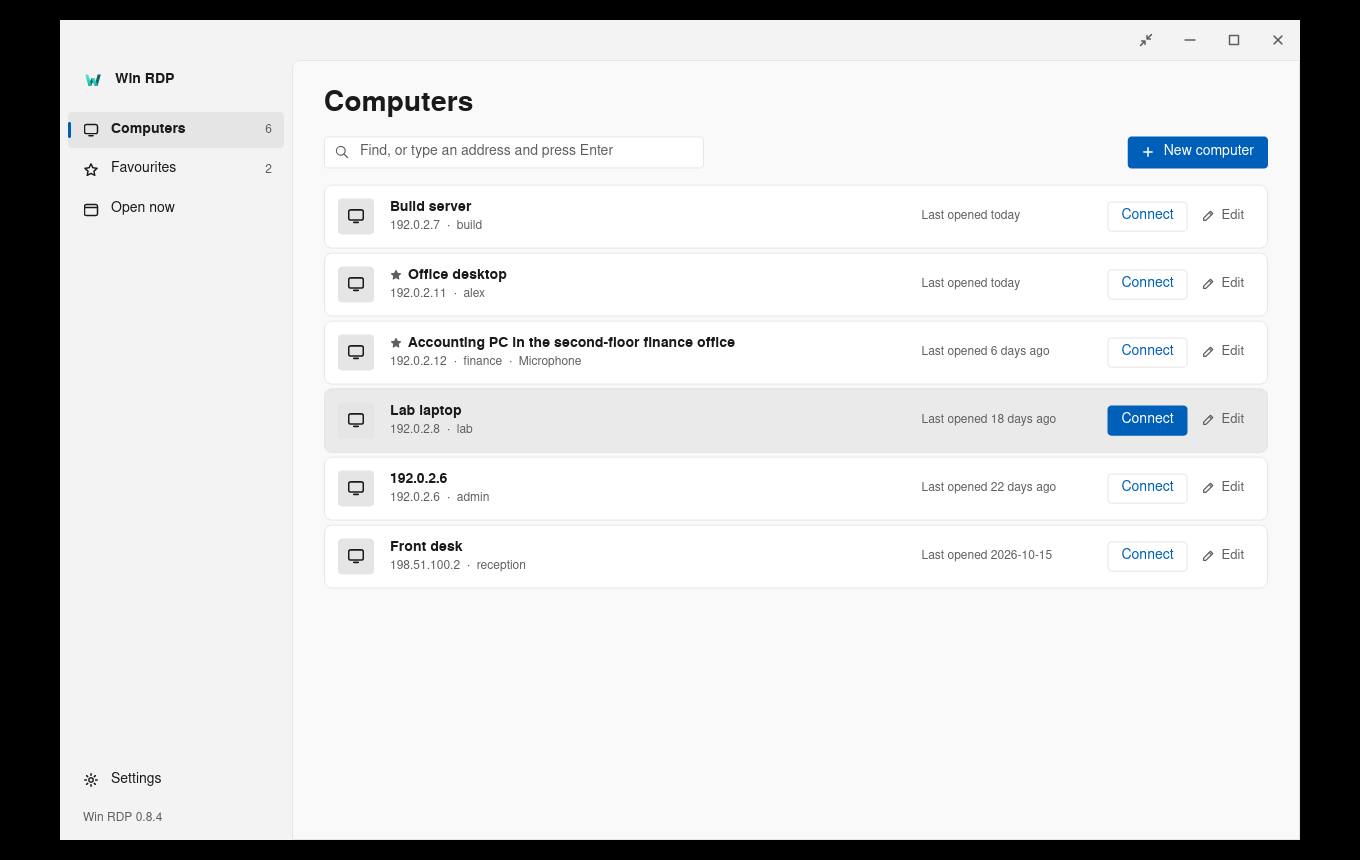 Win RDP
Computers 6
Favourites 2
Open now
Settings
Win RDP 0.8.4
Computers
Find, or type an address and press Enter
New computer
Build server
192.0.2.7 · build
Last opened today
Connect
Edit
Office desktop
192.0.2.11 · alex
Last opened today
Connect
Edit
Accounting PC in the second-floor finance office
192.0.2.12 · finance · Microphone
Last opened 6 days ago
Connect
Edit
Lab laptop
192.0.2.8 · lab
Last opened 18 days ago
Connect
Edit
192.0.2.6
192.0.2.6 · admin
Last opened 22 days ago
Connect
Edit
Front desk
198.51.100.2 · reception
Last opened 2026-10-15
Connect
Edit